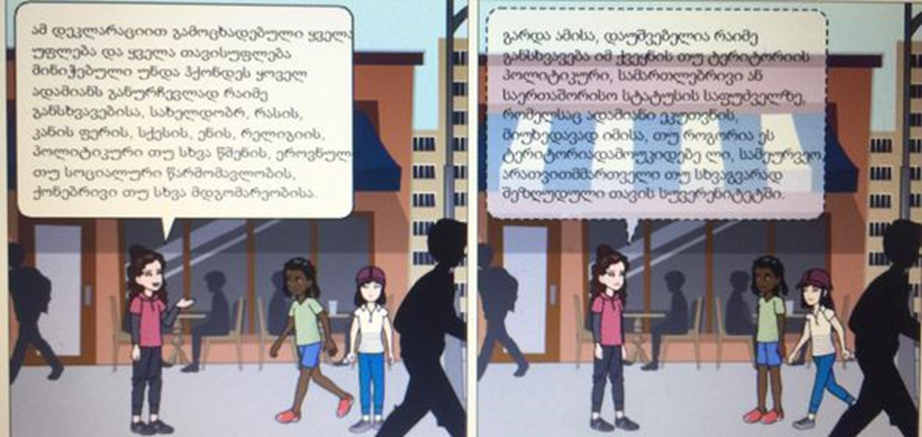 ამ დეკლარაციით გამოცხადებული ყველა
უფლება და ყველა თავისუფლება
მინიჭებული უნდა ჰქონდეს ყოველ
ადამიანს განურჩევლად რაიმე
განსხვავებისა, სახელდობრ, რასის,
კანის ფერის, სქესის, ენის, რელიგიის,
პოლიტიკური თუ სხვა რწმენის, ეროვნული
თუ სოციალური წარმომავლობის,
ქონებრივი თუ სხვა მდგომარეობისა.
გარდა ამისა, დაუშვებელია რაიმე
განსხვავება იმ ქვეყნის თუ ტერიტორიის
პოლიტიკური, სამართლებრივი ან
საერთაშორისო სტატუსის საფუძველზე,
რომელსაც ადამიანი ეკუთვნის,
მიუხედავად იმისა, თუ როგორია ეს
ტერიტორიადამოუკიდებე ლი, სამეურვეო,
არათვითმმართველი თუ სხვაგვარად
შეზღუდული თავის სუვერენიტეტში.